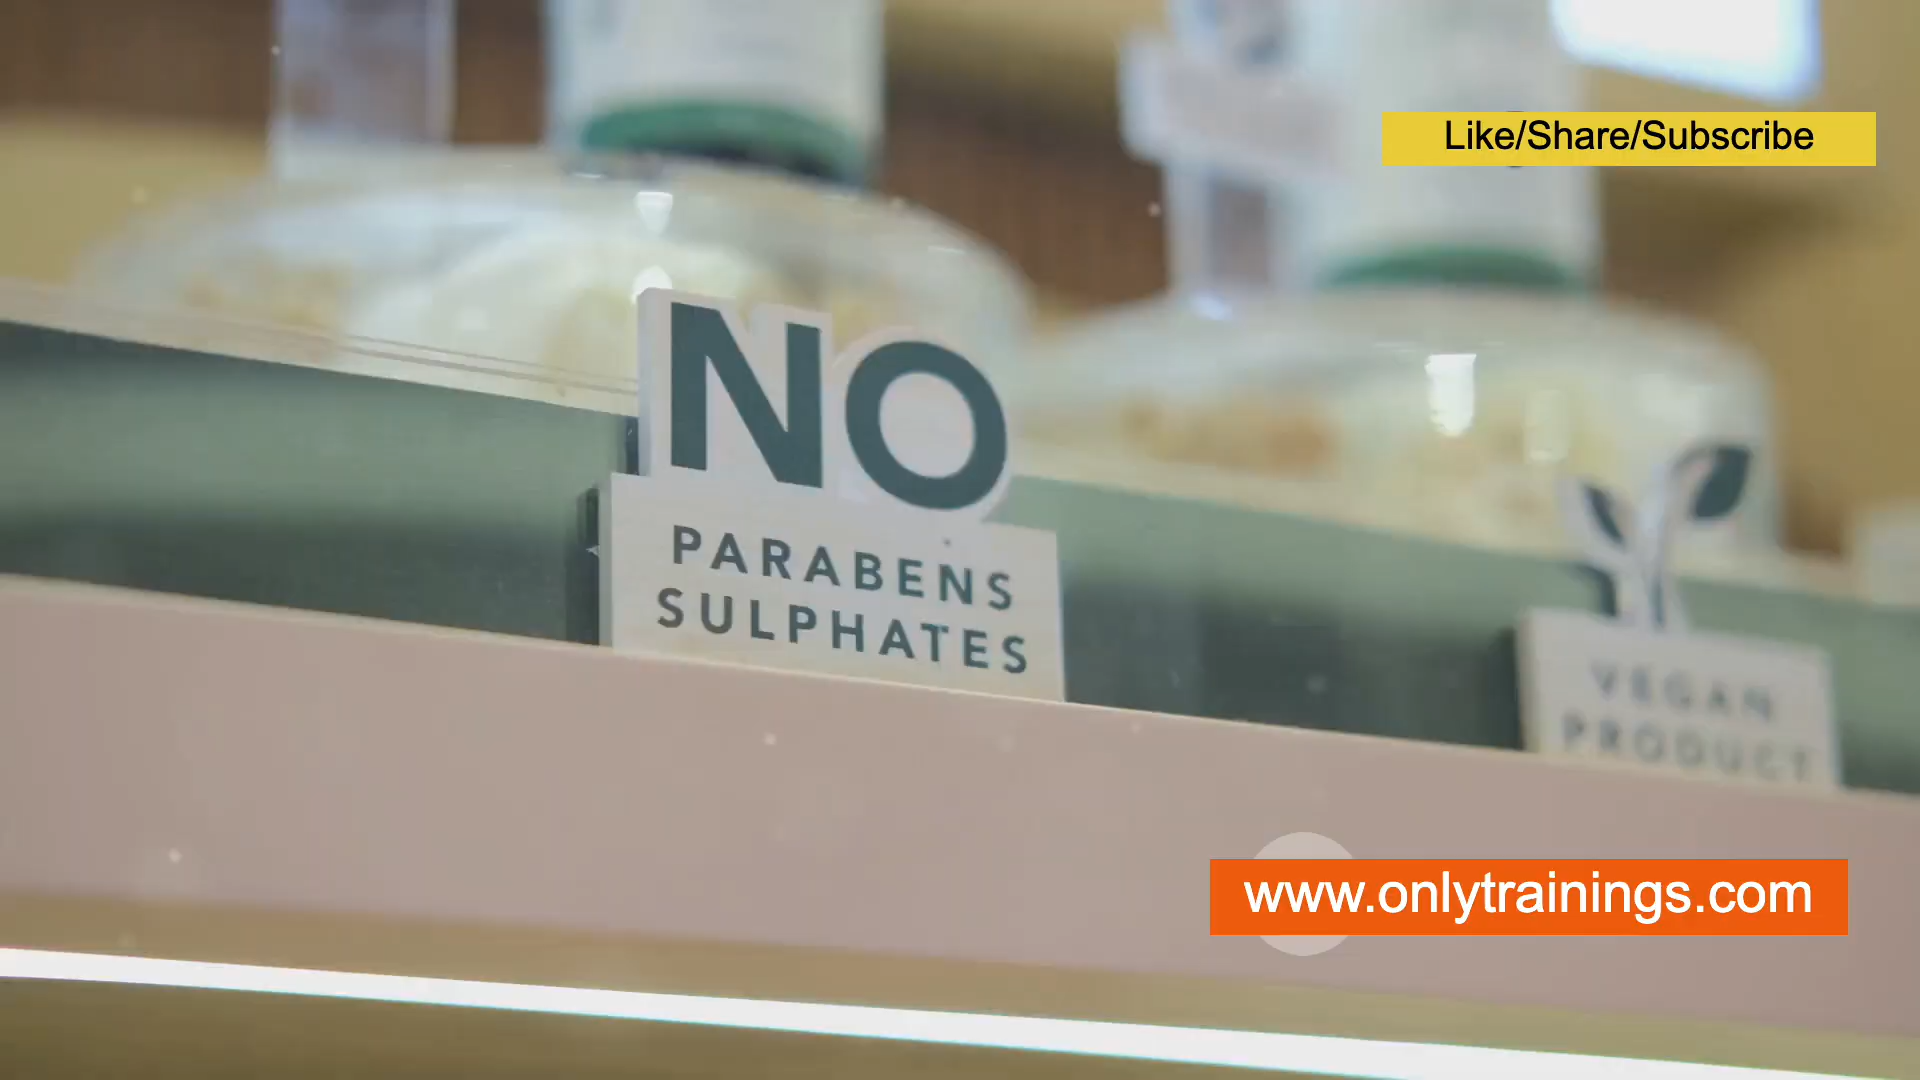 Like/Share/Subscribe
NO
PARABENS
SULPHATES
VEGAN
PRODUCT
www.onlytrainings.com